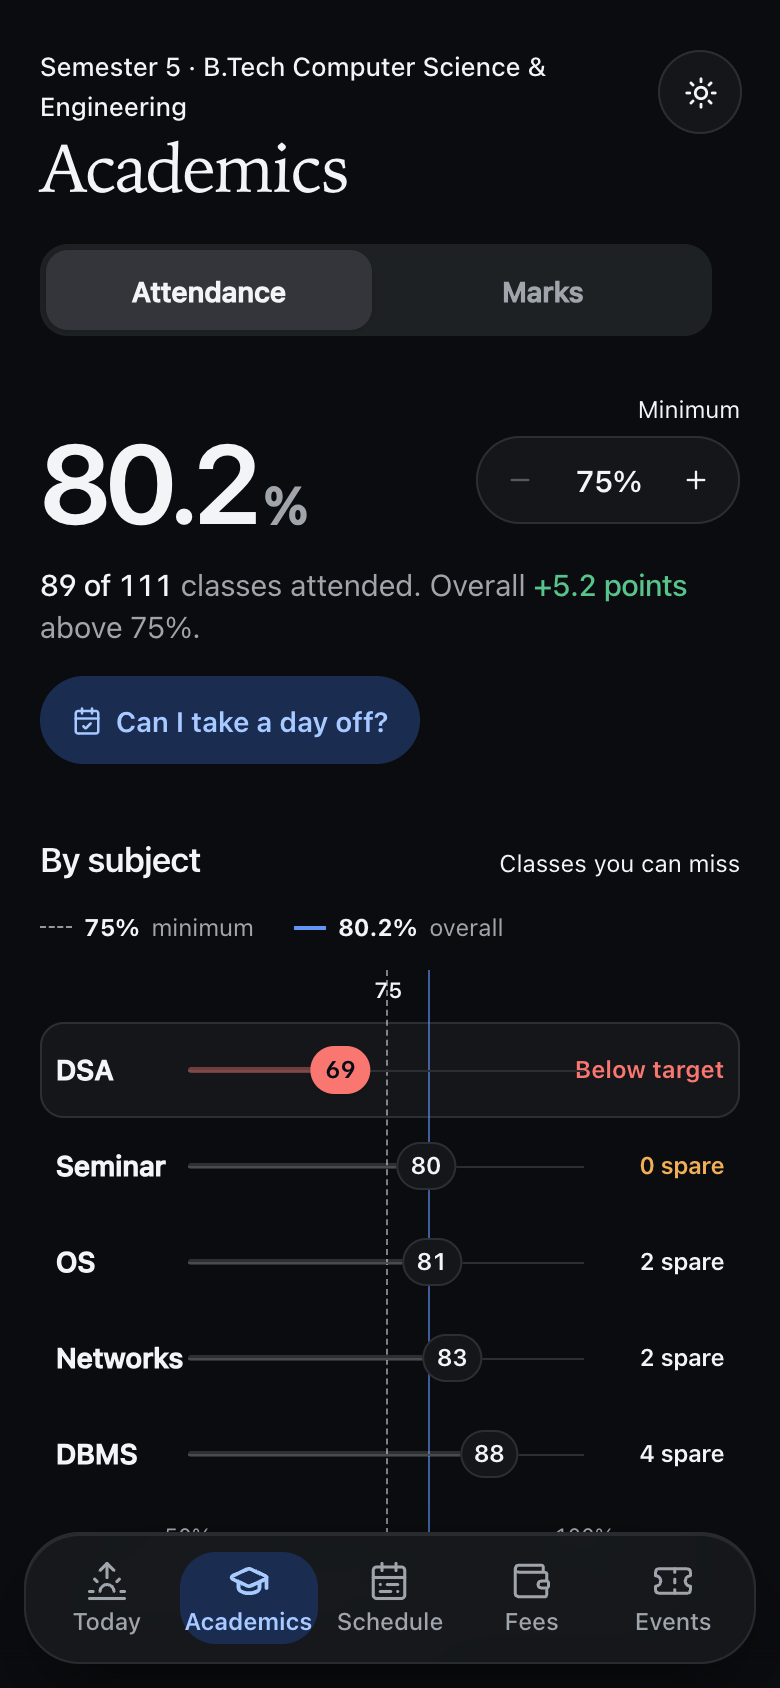 Semester 5 · B.Tech Computer Science &
Engineering
Academics
Attendance
Marks
Minimum
80.2%
75%
89 of 111 classes attended. Overall +5.2 points
above 75%.
Can I take a day off?
By subject
Classes you can miss
75% minimum
80.2% overall
75
DSA
69
Below target
Seminar
80
0 spare
OS
81
2 spare
Networks
83
2 spare
DBMS
88
4 spare
50%
100%
Today
Academics
Schedule
Fees
Events